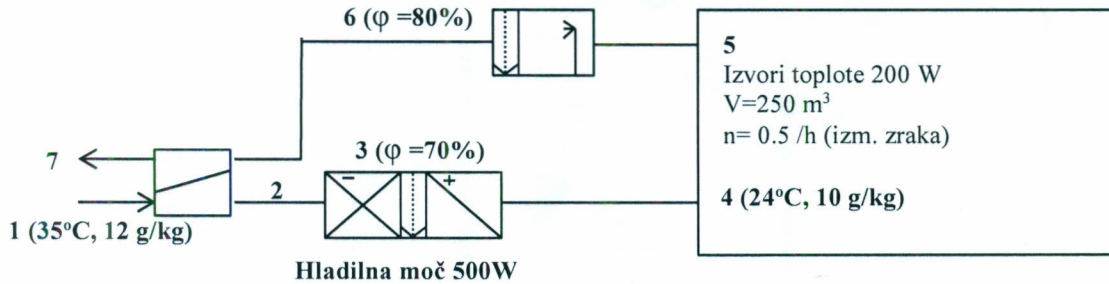 6 (φ =80%)
5
Izvori toplote 200 W
V=250 m³
n= 0.5 /h (izm. zraka)
7
3 (φ =70%)
2
- +
4 (24°C, 10 g/kg)
1 (35°C, 12 g/kg)
Hladilna moč 500W